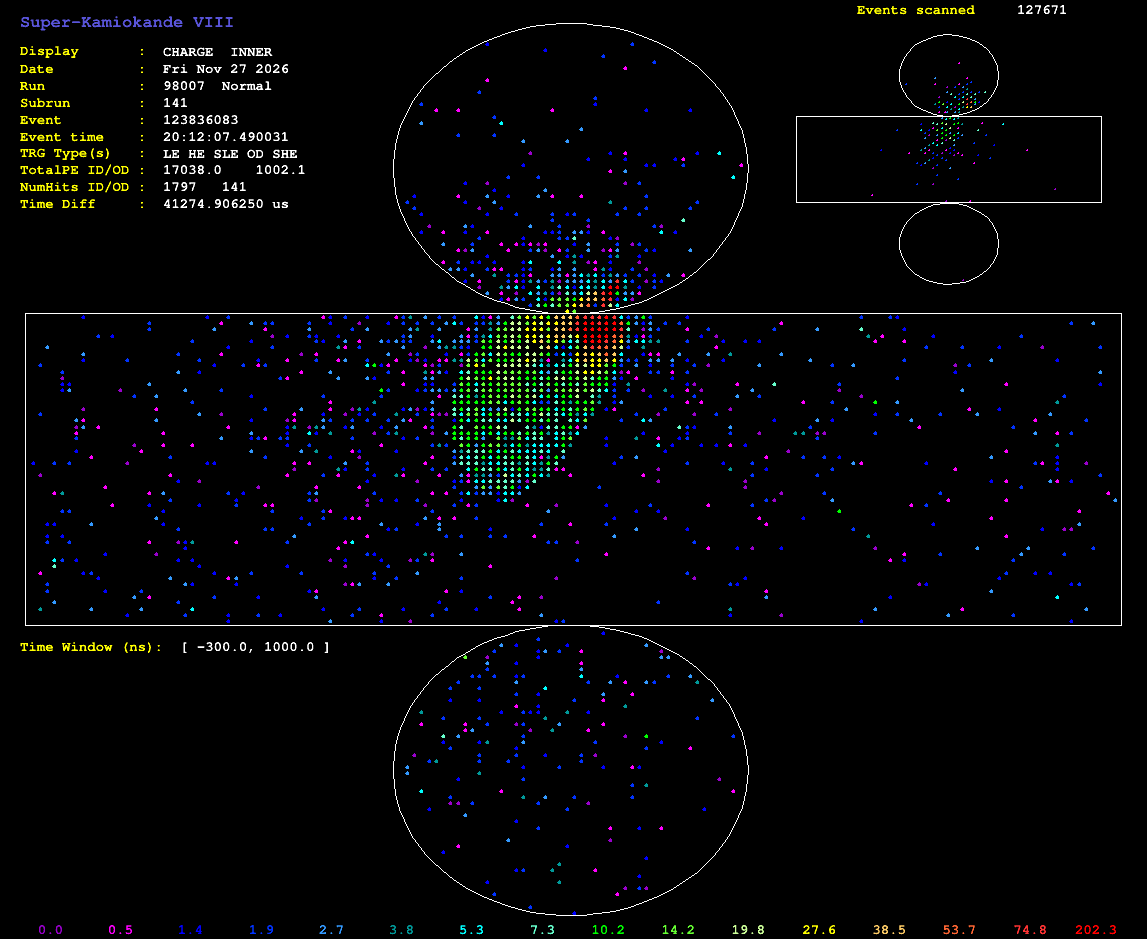 Super-Kamiokande VIII
Events scanned 127671
Display : CHARGE INNER
Date : Fri Nov 27 2026
Run : 98007 Normal
Subrun : 141
Event : 123836083
Event time : 20:12:07.490031
TRG Type(s) : LE HE SLE OD SHE
TotalPE ID/OD : 17038.0 1002.1
NumHits ID/OD : 1797 141
Time Diff : 41274.906250 us
Time Window (ns): [ -300.0, 1000.0 ]
0.0 0.5 1.4 1.9 2.7 3.8 5.3 7.3 10.2 14.2 19.8 27.6 38.5 53.7 74.8 202.3